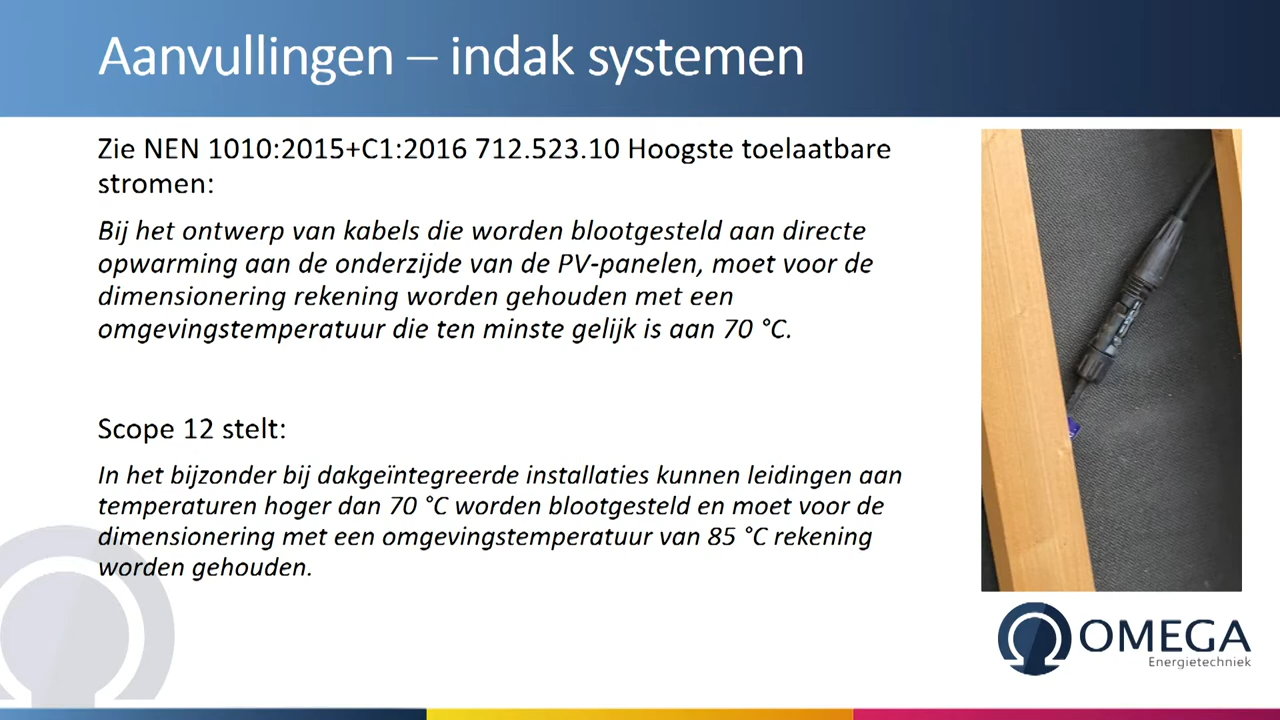 Aanvullingen – indak systemen
Zie NEN 1010:2015+C1:2016 712.523.10 Hoogste toelaatbare
stromen:
Bij het ontwerp van kabels die worden blootgesteld aan directe
opwarming aan de onderzijde van de PV-panelen, moet voor de
dimensionering rekening worden gehouden met een
omgevingstemperatuur die ten minste gelijk is aan 70 °C.
Scope 12 stelt:
In het bijzonder bij dakgeïntegreerde installaties kunnen leidingen aan
temperaturen hoger dan 70 °C worden blootgesteld en moet voor de
dimensionering met een omgevingstemperatuur van 85 °C rekening
worden gehouden.
OMEGA
Energietechniek